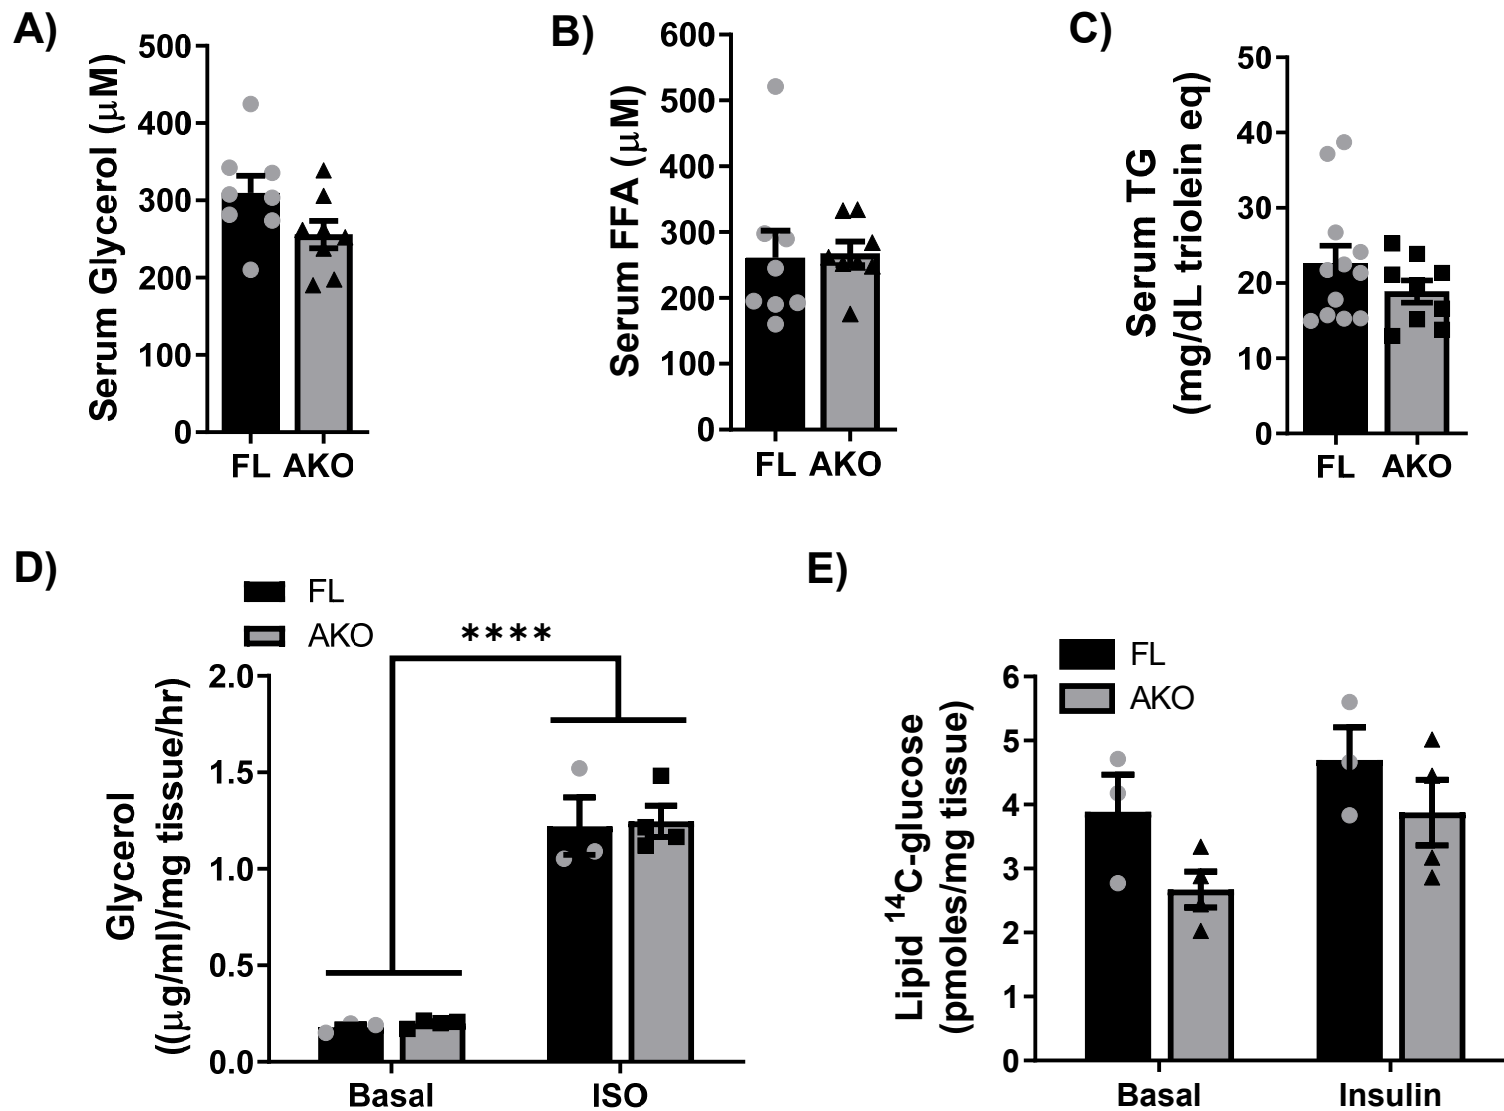 A)
Serum Glycerol (μM)
500
400
300
200
100
0
FL AKO
B)
Serum FFA (μM)
600
500
400
300
200
100
0
FL AKO
C)
Serum TG
(mg/dL triolein eq)
50
40
30
20
10
0
FL AKO
D)
FL
AKO
****
Glycerol
((μg/ml)/mg tissue/hr)
2.0
1.5
1.0
0.5
0.0
Basal ISO
E)
FL
AKO
Lipid ¹⁴C-glucose
(pmoles/mg tissue)
6
5
4
3
2
1
0
Basal Insulin